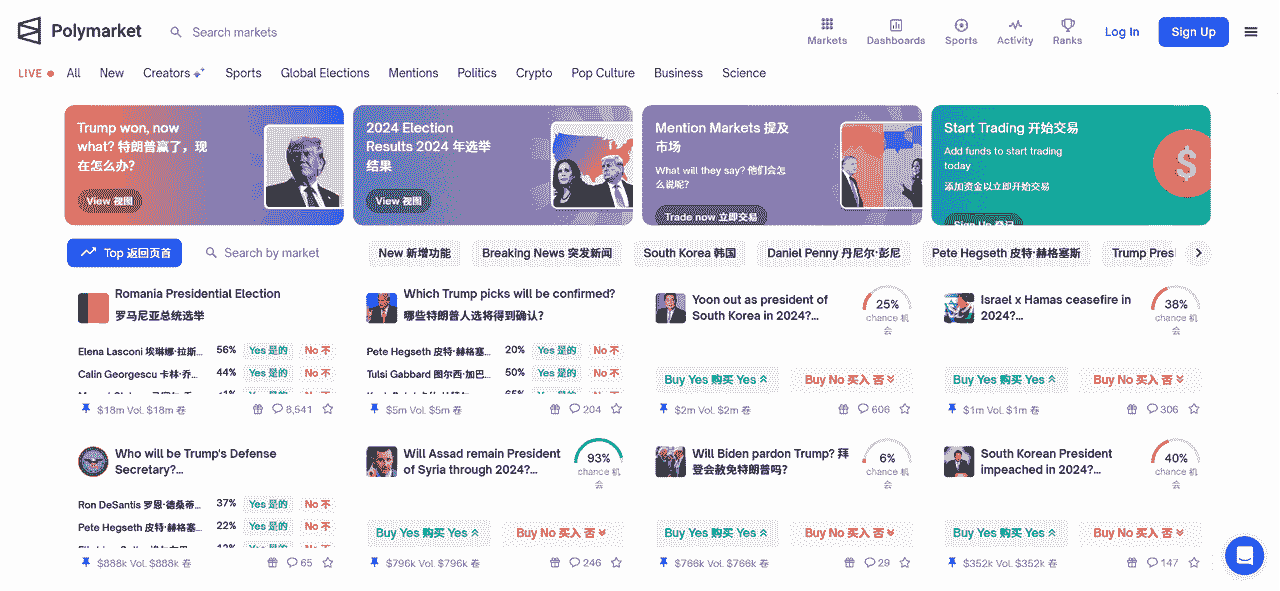 Polymarket
Search markets
Markets
Dashboards
Sports
Activity
Ranks
Log In
Sign Up
LIVE
All
New
Creators
Sports
Global Elections
Mentions
Politics
Crypto
Pop Culture
Business
Science
Trump won, now
what? 特朗普赢了，现
在怎么办？
View 视图
2024 Election
Results 2024 年选举
结果
View 视图
Mention Markets 提及
市场
What will they say? 他们会怎
么说呢？
Trade now 立即交易
Start Trading 开始交易
Add funds to start trading
today
添加资金以立即开始交易
Sign Up 登记
Top 返回页首
Search by market
New 新增功能
Breaking News 突发新闻
South Korea 韩国
Daniel Penny 丹尼尔·彭尼
Pete Hegseth 皮特·赫格塞斯
Trump Pres
Romania Presidential Election
罗马尼亚总统选举
Elena Lasconi 埃琳娜·拉斯...
56%
Yes 是的
No 不
Calin Georgescu 卡林·乔...
44%
Yes 是的
No 不
$18m Vol. $18m 卷
8,541
Which Trump picks will be confirmed?
哪些特朗普人选将得到确认？
Pete Hegseth 皮特·赫格塞...
20%
Yes 是的
No 不
Tulsi Gabbard 图尔西·加巴...
50%
Yes 是的
No 不
65%
$5m Vol. $5m 卷
204
Yoon out as president of
South Korea in 2024?...
25%
chance 机
会
Buy Yes 购买 Yes
Buy No 买入 否
$2m Vol. $2m 卷
606
Israel x Hamas ceasefire in
2024?...
38%
chance 机
会
Buy Yes 购买 Yes
Buy No 买入 否
$1m Vol. $1m 卷
306
Who will be Trump's Defense
Secretary?...
Ron DeSantis 罗恩·德桑蒂...
37%
Yes 是的
No 不
Pete Hegseth 皮特·赫格塞...
22%
Yes 是的
No 不
$888k Vol. $888k 卷
65
Will Assad remain President
of Syria through 2024?...
93%
chance 机
会
Buy Yes 购买 Yes
Buy No 买入 否
$796k Vol. $796k 卷
246
Will Biden pardon Trump? 拜
登会赦免特朗普吗？
6%
chance 机
会
Buy Yes 购买 Yes
Buy No 买入 否
$766k Vol. $766k 卷
29
South Korean President
impeached in 2024?...
40%
chance 机
会
Buy Yes 购买 Yes
Buy No 买入 否
$352k Vol. $352k 卷
147